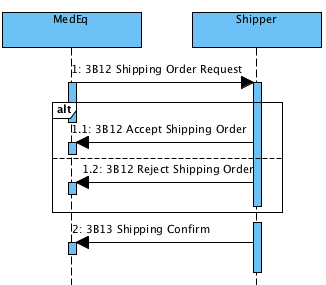 MedEq
Shipper
1: 3B12 Shipping Order Request
alt
1.1: 3B12 Accept Shipping Order
1.2: 3B12 Reject Shipping Order
2: 3B13 Shipping Confirm